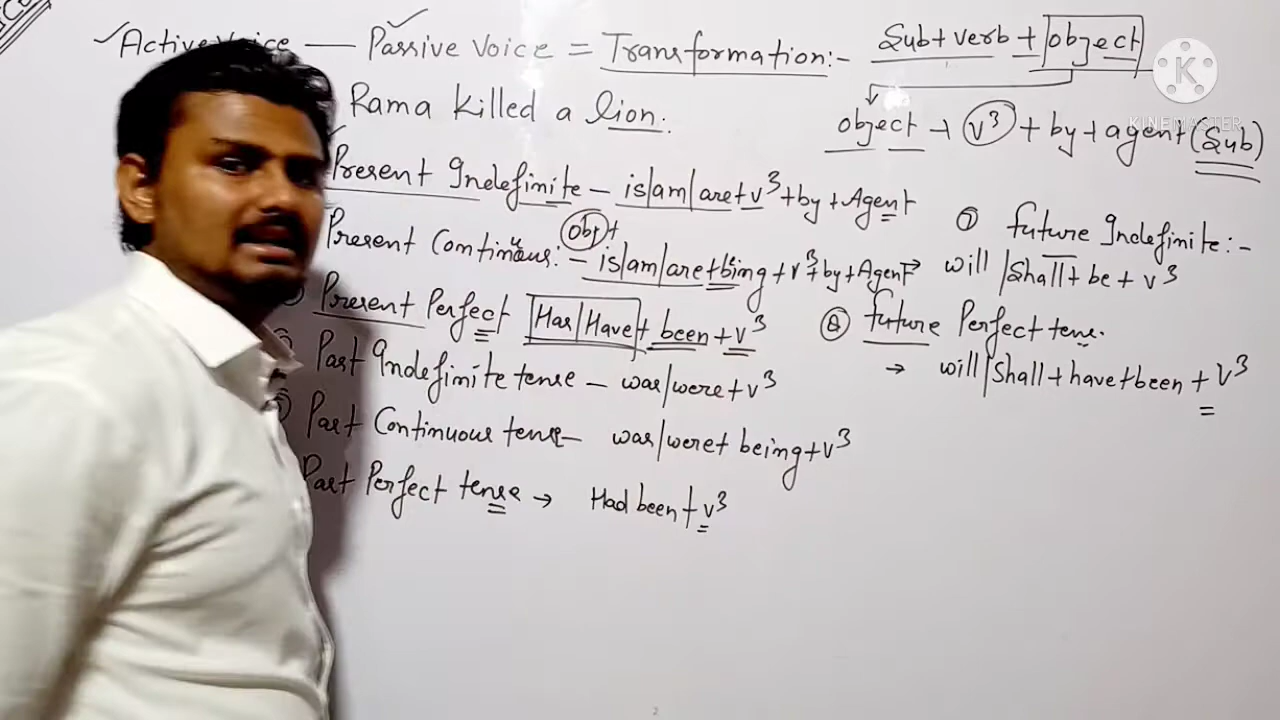 ✓Active Voice — Passive Voice = Transformation:- Sub+verb+object
Rama Killed a lion.
object + V³ + by + agent (Sub)
Present Indefinite – is/am/are+V³+by+Agent
obj+
Present Continuous:- is/am/are+being+V³+by+Agent
Present Perfect Has/Have+been+V³
Past Indefinite tense – was/were+V³
Past Continuous tense – was/were+being+V³
Past Perfect tense → Had been+V³
⑦ future Indefinite:-
→ will/Shall+be+V³
⑧ future Perfect tens.
→ will/Shall+have+been+V³
KINEMASTER